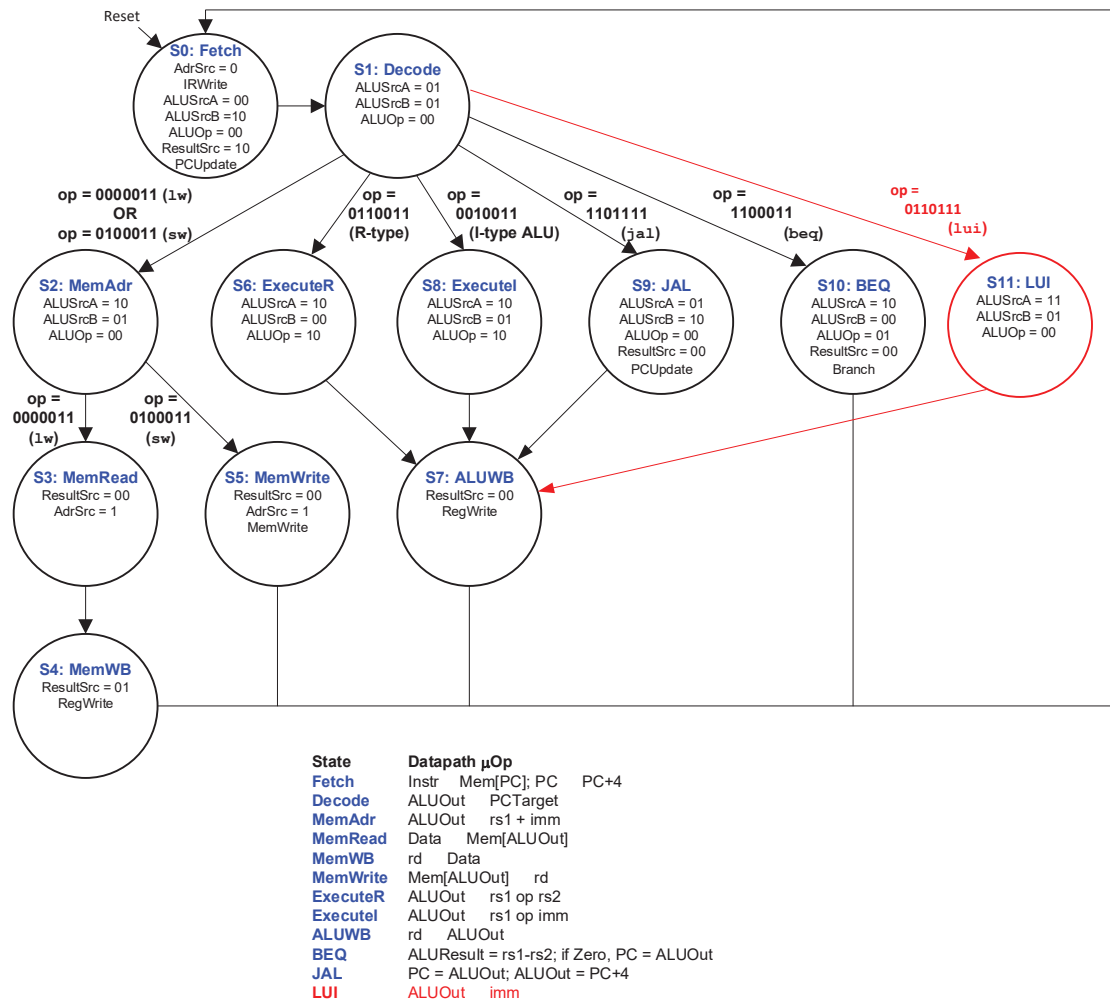 Reset
S0: Fetch
AdrSrc = 0
IRWrite
ALUSrcA = 00
ALUSrcB =10
ALUOp = 00
ResultSrc = 10
PCUpdate
S1: Decode
ALUSrcA = 01
ALUSrcB = 01
ALUOp = 00
op = 0000011 (lw)
OR
op = 0100011 (sw)
op =
0110011
(R-type)
op =
0010011
(I-type ALU)
op =
1101111
(jal)
op =
1100011
(beq)
op =
0110111
(lui)
S2: MemAdr
ALUSrcA = 10
ALUSrcB = 01
ALUOp = 00
S6: ExecuteR
ALUSrcA = 10
ALUSrcB = 00
ALUOp = 10
S8: ExecuteI
ALUSrcA = 10
ALUSrcB = 01
ALUOp = 10
S9: JAL
ALUSrcA = 01
ALUSrcB = 10
ALUOp = 00
ResultSrc = 00
PCUpdate
S10: BEQ
ALUSrcA = 10
ALUSrcB = 00
ALUOp = 01
ResultSrc = 00
Branch
S11: LUI
ALUSrcA = 11
ALUSrcB = 01
ALUOp = 00
op =
0000011
(lw)
op =
0100011
(sw)
S3: MemRead
ResultSrc = 00
AdrSrc = 1
S5: MemWrite
ResultSrc = 00
AdrSrc = 1
MemWrite
S7: ALUWB
ResultSrc = 00
RegWrite
S4: MemWB
ResultSrc = 01
RegWrite
State Datapath µOp
Fetch Instr Mem[PC]; PC PC+4
Decode ALUOut PCTarget
MemAdr ALUOut rs1 + imm
MemRead Data Mem[ALUOut]
MemWB rd Data
MemWrite Mem[ALUOut] rd
ExecuteR ALUOut rs1 op rs2
ExecuteI ALUOut rs1 op imm
ALUWB rd ALUOut
BEQ ALUResult = rs1-rs2; if Zero, PC = ALUOut
JAL PC = ALUOut; ALUOut = PC+4
LUI ALUOut imm